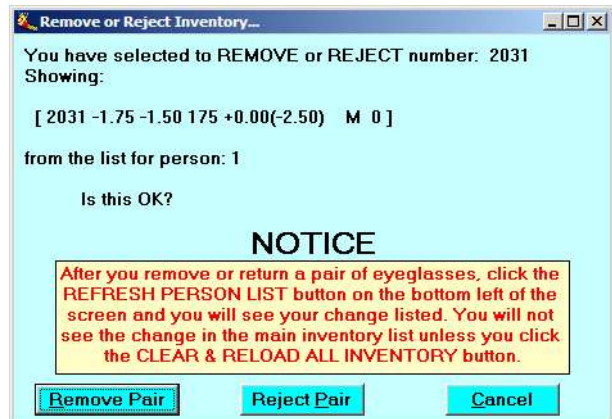 Remove or Reject Inventory...
You have selected to REMOVE or REJECT number: 2031
Showing:
[ 2031 -1.75 -1.50 175 +0.00(-2.50) M 0 ]
from the list for person: 1
Is this OK?
NOTICE
After you remove or return a pair of eyeglasses, click the
REFRESH PERSON LIST button on the bottom left of the
screen and you will see your change listed. You will not
see the change in the main inventory list unless you click
the CLEAR & RELOAD ALL INVENTORY button.
Remove Pair Reject Pair Cancel